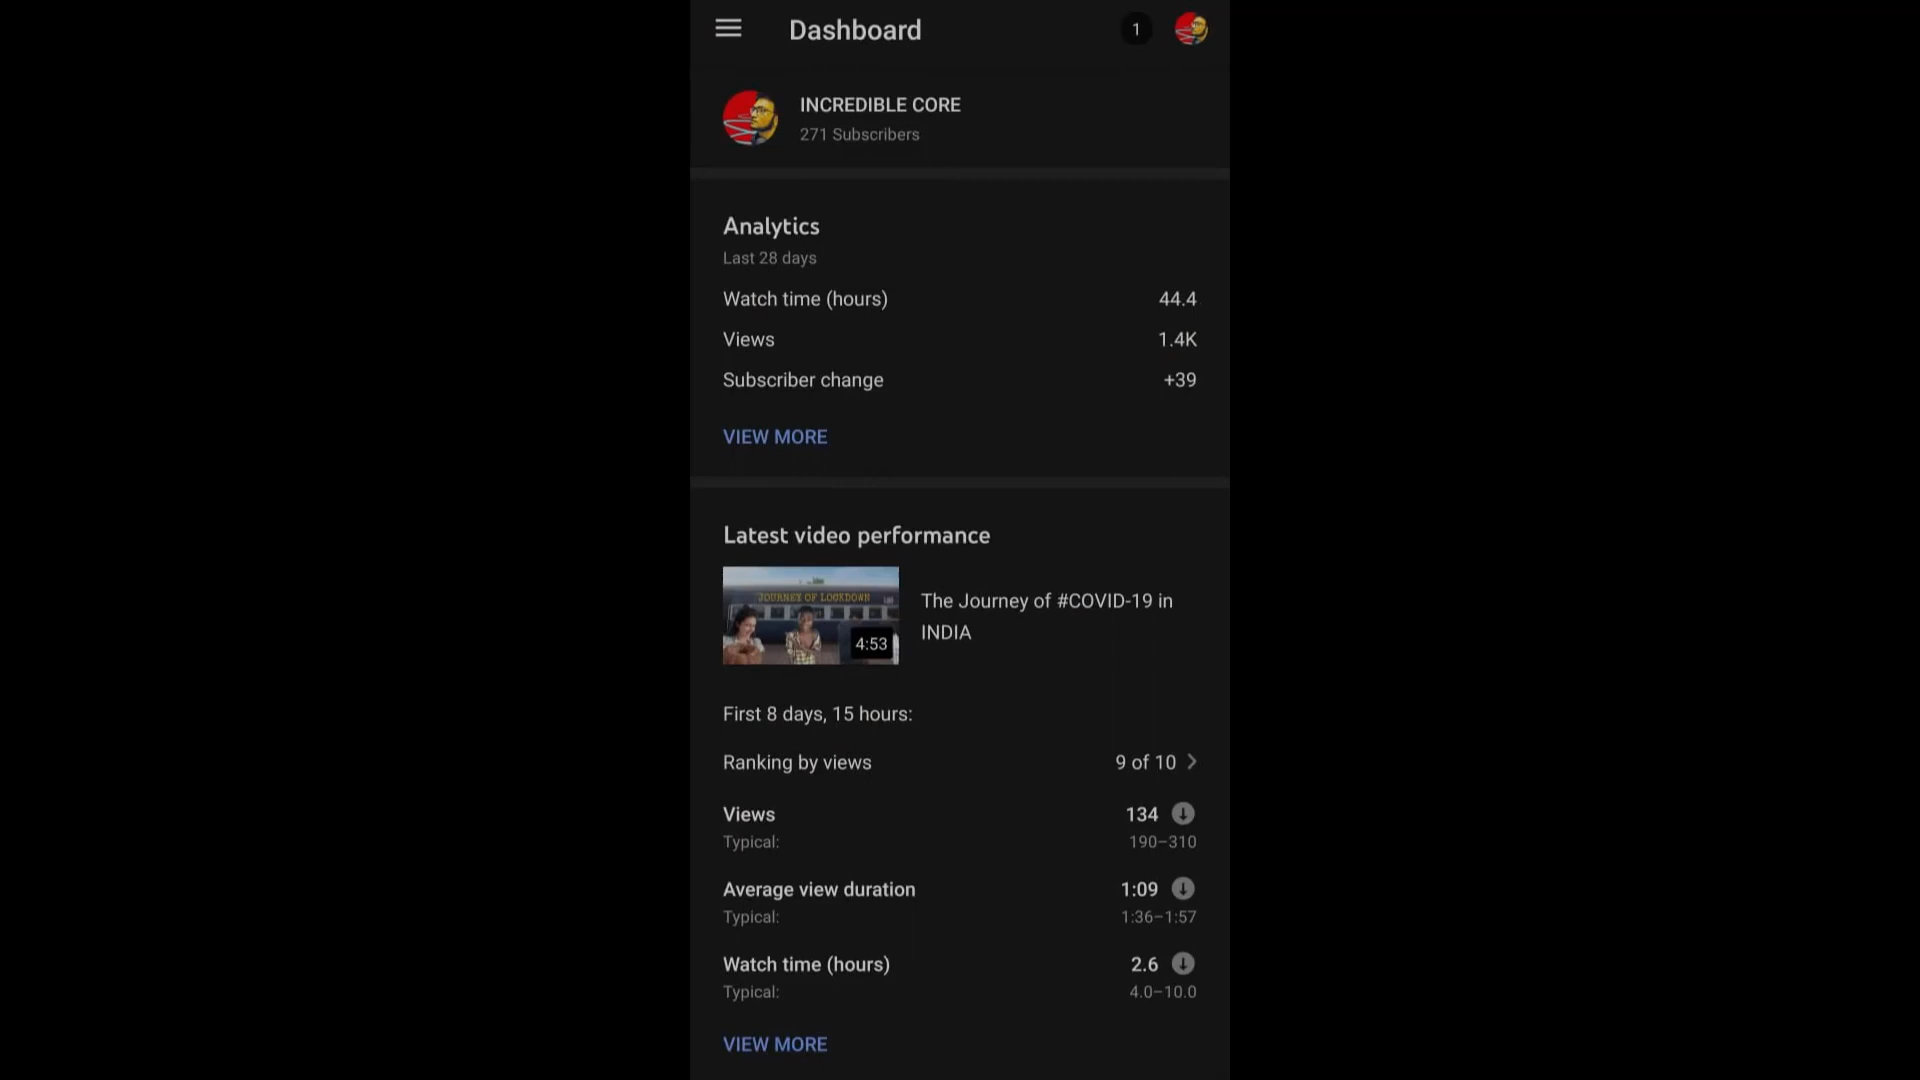 Dashboard
1
INCREDIBLE CORE
271 Subscribers
Analytics
Last 28 days
Watch time (hours) 44.4
Views 1.4K
Subscriber change +39
VIEW MORE
Latest video performance
JOURNEY OF LOCKDOWN
4:53
The Journey of #COVID-19 in
INDIA
First 8 days, 15 hours:
Ranking by views 9 of 10
Views 134
Typical: 190–310
Average view duration 1:09
Typical: 1:36–1:57
Watch time (hours) 2.6
Typical: 4.0–10.0
VIEW MORE